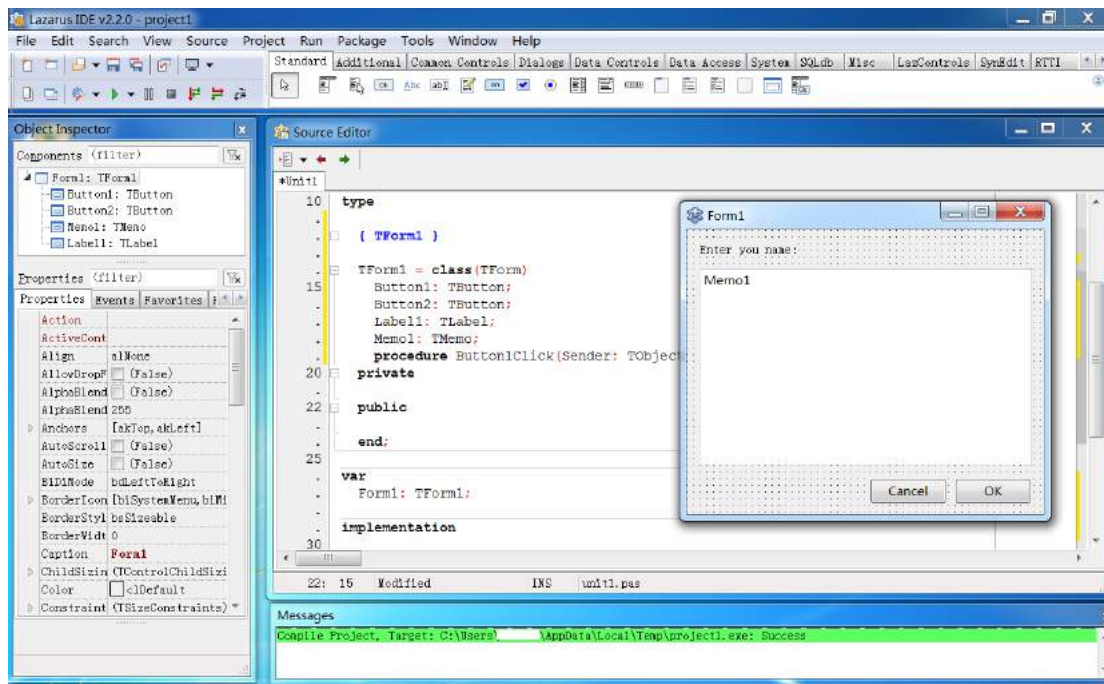 Lazarus IDE v2.2.0 - project1
File Edit Search View Source Project Run Package Tools Window Help
Standard Additional Common Controls Dialogs Data Controls Data Access System SQLdb Misc LazControls SynEdit RTTI
Abc abI
Object Inspector
Components (filter)
Form1: TForm1
Button1: TButton
Button2: TButton
Memo1: TMemo
Label1: TLabel
Properties (filter)
Properties Events Favorites
Action
ActiveCont
Align alNone
AllowDropF (False)
AlphaBlend (False)
AlphaBlend 255
Anchors [akTop,akLeft]
AutoScroll (False)
AutoSize (False)
BiDiMode bdLeftToRight
BorderIcon [biSystemMenu,biMi
BorderStyl bsSizeable
BorderWidt 0
Caption Form1
ChildSizin (TControlChildSizi
Color clDefault
Constraint (TSizeConstraints)
Source Editor
*Unit1
10 type
{ TForm1 }
TForm1 = class(TForm)
15 Button1: TButton;
Button2: TButton;
Label1: TLabel;
Memo1: TMemo;
procedure Button1Click(Sender: TObject
20 private
22 public
end;
25
var
Form1: TForm1;
implementation
30
22: 15 Modified INS unit1.pas
Form1
Enter you name:
Memo1
Cancel OK
Messages
Compile Project, Target: C:\Users\ \AppData\Local\Temp\project1.exe: Success